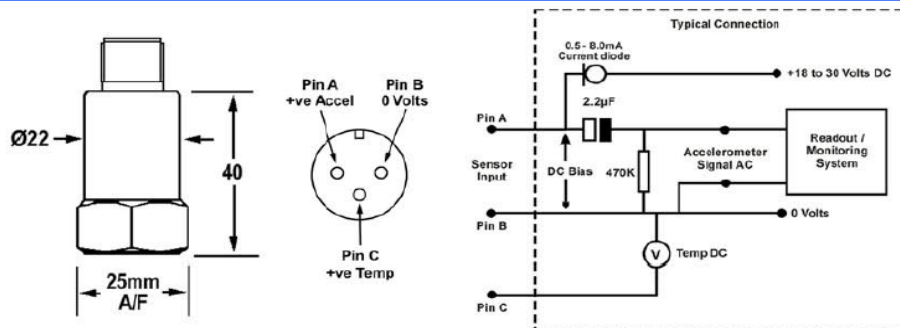 Ø22
40
25mm
A/F
Pin A
+ve Accel
Pin B
0 Volts
Pin C
+ve Temp
Typical Connection
0.5 - 8.0mA
Current diode
+18 to 30 Volts DC
2.2µF
Pin A
Sensor
Input
DC Bias
470K
Accelerometer
Signal AC
Readout /
Monitoring
System
Pin B
0 Volts
V
Temp DC
Pin C